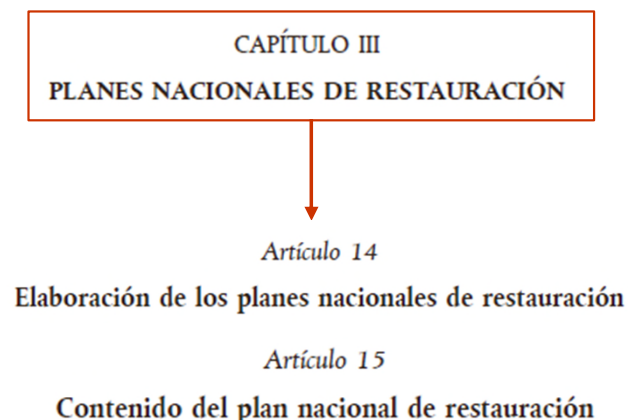 CAPÍTULO III
PLANES NACIONALES DE RESTAURACIÓN
Artículo 14
Elaboración de los planes nacionales de restauración
Artículo 15
Contenido del plan nacional de restauración